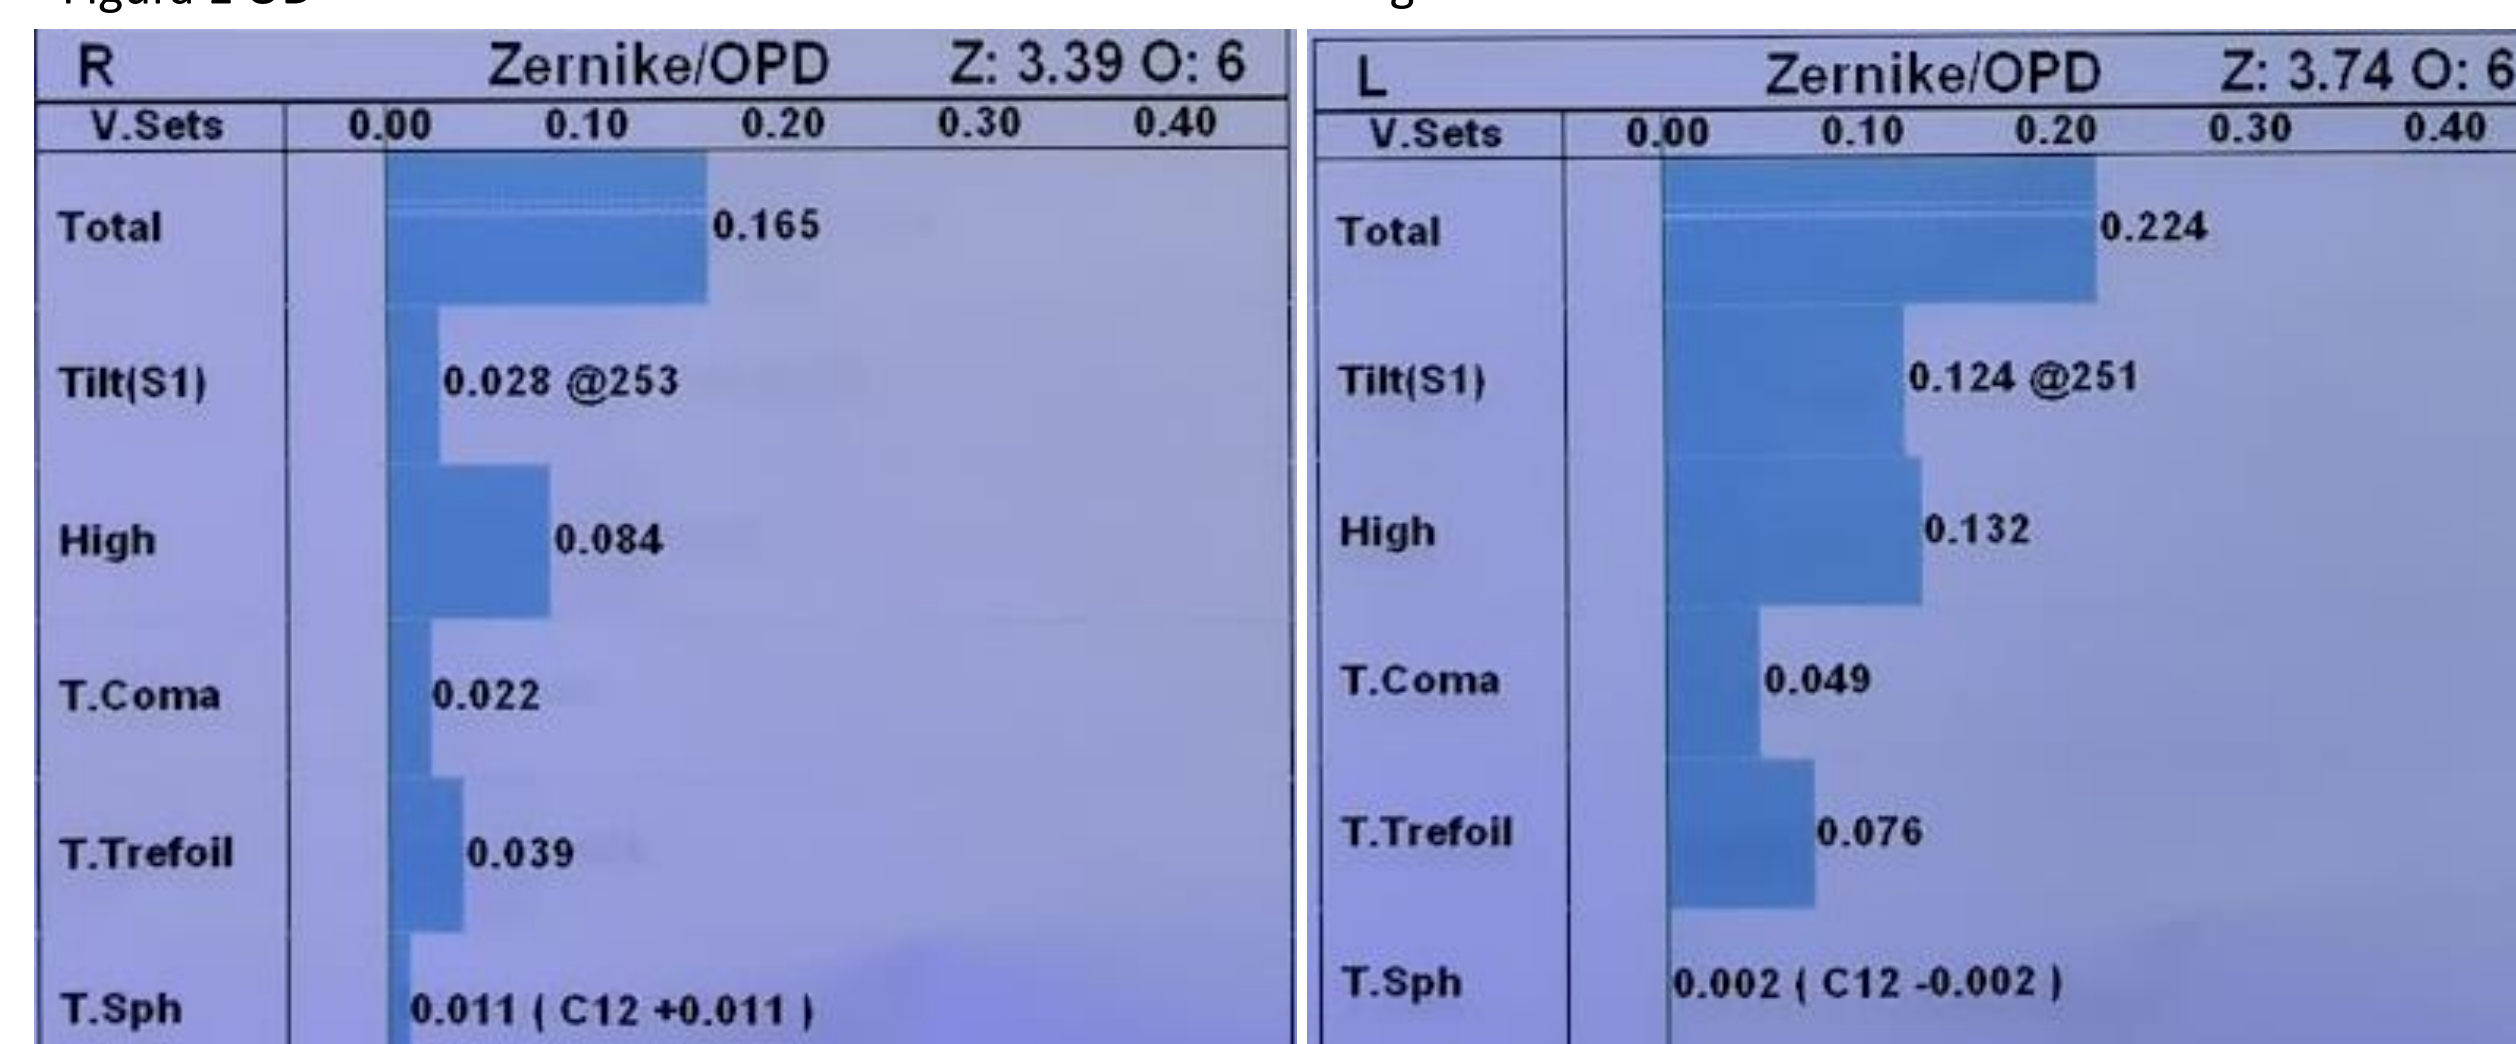 R Zernike/OPD Z: 3.39 O: 6
V.Sets 0.00 0.10 0.20 0.30 0.40
Total 0.165
Tilt(S1) 0.028 @253
High 0.084
T.Coma 0.022
T.Trefoil 0.039
T.Sph 0.011 ( C12 +0.011 )
L Zernike/OPD Z: 3.74 O: 6
V.Sets 0.00 0.10 0.20 0.30 0.40
Total 0.224
Tilt(S1) 0.124 @251
High 0.132
T.Coma 0.049
T.Trefoil 0.076
T.Sph 0.002 ( C12 -0.002 )